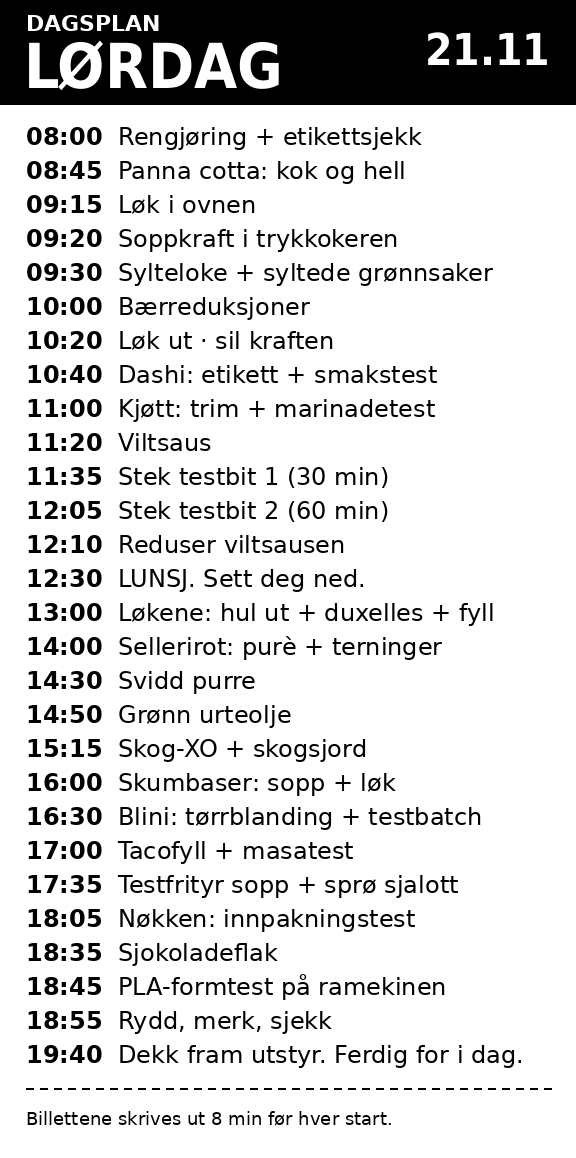 DAGSPLAN
LØRDAG
21.11
08:00 Rengjøring + etikettsjekk
08:45 Panna cotta: kok og hell
09:15 Løk i ovnen
09:20 Soppkraft i trykkokeren
09:30 Sylteloke + syltede grønnsaker
10:00 Bærreduksjoner
10:20 Løk ut · sil kraften
10:40 Dashi: etikett + smakstest
11:00 Kjøtt: trim + marinadetest
11:20 Viltsaus
11:35 Stek testbit 1 (30 min)
12:05 Stek testbit 2 (60 min)
12:10 Reduser viltsausen
12:30 LUNSJ. Sett deg ned.
13:00 Løkene: hul ut + duxelles + fyll
14:00 Sellerirot: purè + terninger
14:30 Svidd purre
14:50 Grønn urteolje
15:15 Skog-XO + skogsjord
16:00 Skumbaser: sopp + løk
16:30 Blini: tørrblanding + testbatch
17:00 Tacofyll + masatest
17:35 Testfrityr sopp + sprø sjalott
18:05 Nøkken: innpakningstest
18:35 Sjokoladeflak
18:45 PLA-formtest på ramekinen
18:55 Rydd, merk, sjekk
19:40 Dekk fram utstyr. Ferdig for i dag.
Billettene skrives ut 8 min før hver start.